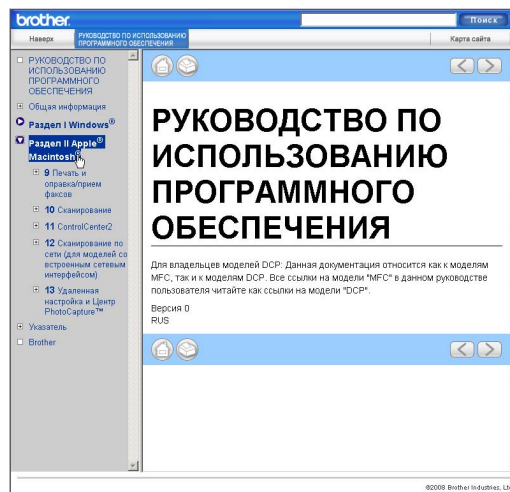 brother
Поиск
Наверх
РУКОВОДСТВО ПО ИСПОЛЬЗОВАНИЮ
ПРОГРАММНОГО ОБЕСПЕЧЕНИЯ
Карта сайта
РУКОВОДСТВО ПО
ИСПОЛЬЗОВАНИЮ
ПРОГРАММНОГО
ОБЕСПЕЧЕНИЯ
Общая информация
Раздел I Windows®
Раздел II Apple®
Macintosh®
9 Печать и
оправка/прием
факсов
10 Сканирование
11 ControlCenter2
12 Сканирование по
сети (для моделей со
встроенным сетевым
интерфейсом)
13 Удаленная
настройка и Центр
PhotoCapture™
Указатель
Brother
РУКОВОДСТВО ПО
ИСПОЛЬЗОВАНИЮ
ПРОГРАММНОГО
ОБЕСПЕЧЕНИЯ
Для владельцев моделей DCP: Данная документация относится как к моделям
MFC, так и к моделям DCP. Все ссылки на модели "MFC" в данном руководстве
пользователя читайте как ссылки на модели "DCP".
Версия 0
RUS
©2008 Brother Industries, Lt